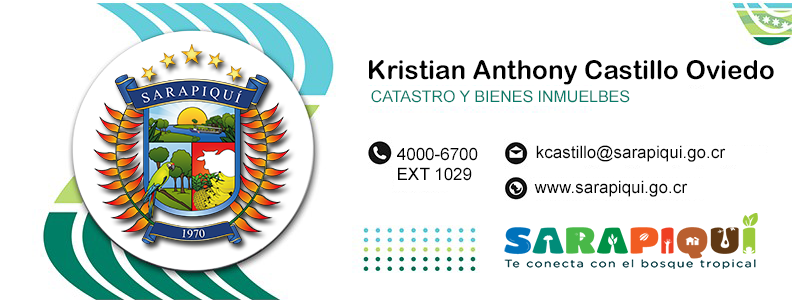 SARAPIQUÍ
1970
Kristian Anthony Castillo Oviedo
CATASTRO Y BIENES INMUELBES
4000-6700
EXT 1029
kcastillo@sarapiqui.go.cr
www.sarapiqui.go.cr
SARAPIQUÍ
Te conecta con el bosque tropical